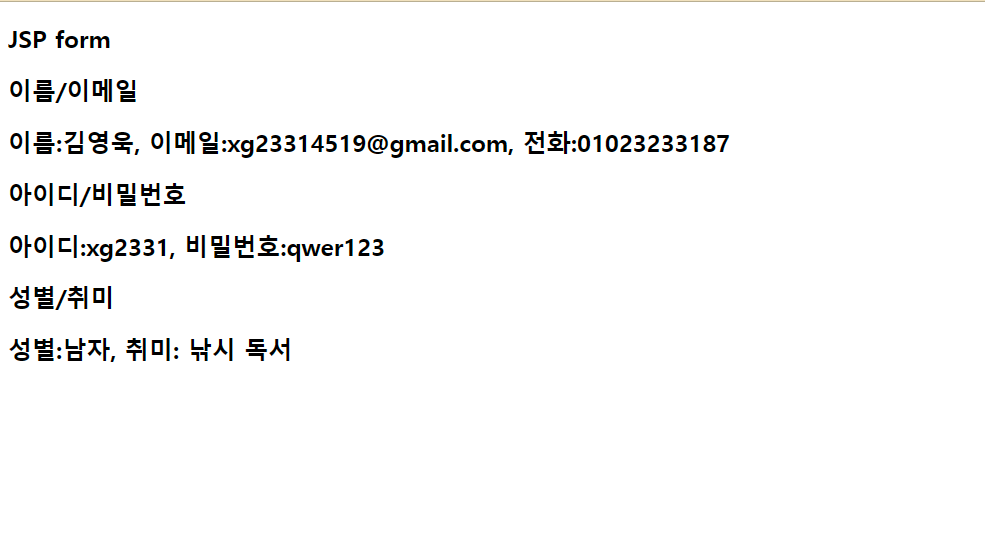 JSP form
이름/이메일
이름:김영욱, 이메일:xg23314519@gmail.com, 전화:01023233187
아이디/비밀번호
아이디:xg2331, 비밀번호:qwer123
성별/취미
성별:남자, 취미: 낚시 독서